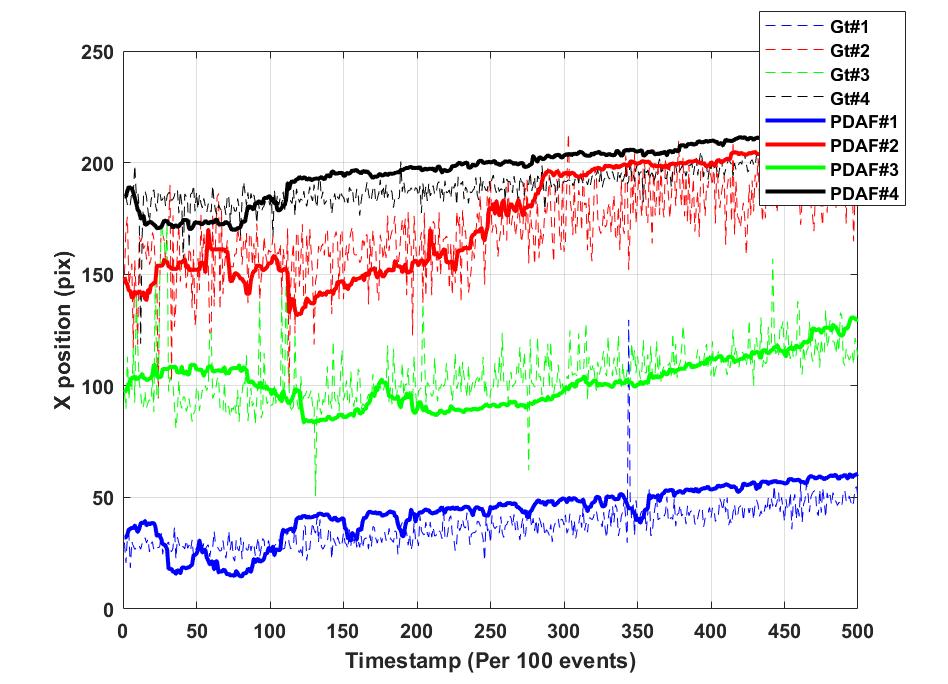 Gt#1
Gt#2
Gt#3
Gt#4
PDAF#1
PDAF#2
PDAF#3
PDAF#4
250
200
150
100
50
0
X position (pix)
0 50 100 150 200 250 300 350 400 450 500
Timestamp (Per 100 events)